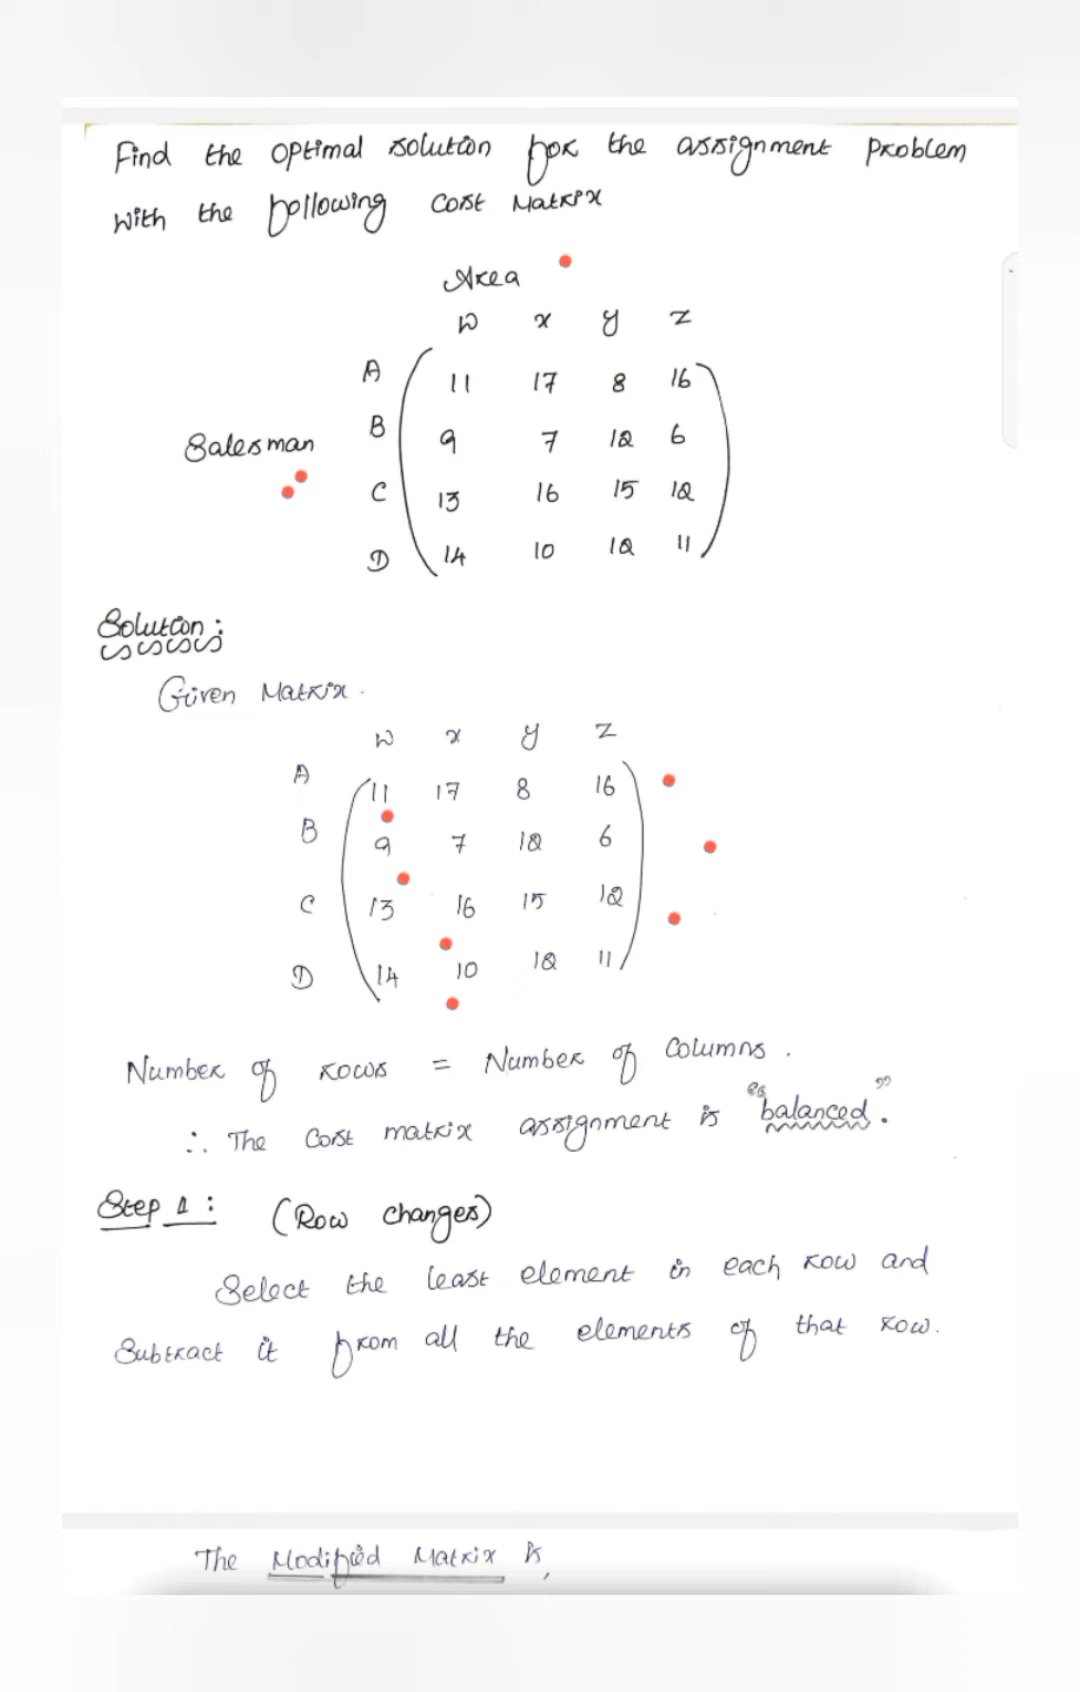 Find the optimal solution for the assignment problem
with the following cost Matrix
Area
W x y z
A 11 17 8 16
B 9 7 12 6
Salesman
C 13 16 15 12
D 14 10 12 11
Solution:
Given Matrix.
W x y z
A 11 17 8 16
B 9 7 12 6
C 13 16 15 12
D 14 10 12 11
Number of rows = Number of columns.
∴ The cost matrix assignment is "balanced".
Step 1: (Row changes)
Select the least element in each row and
Subtract it from all the elements of that row.
The Modified Matrix is,